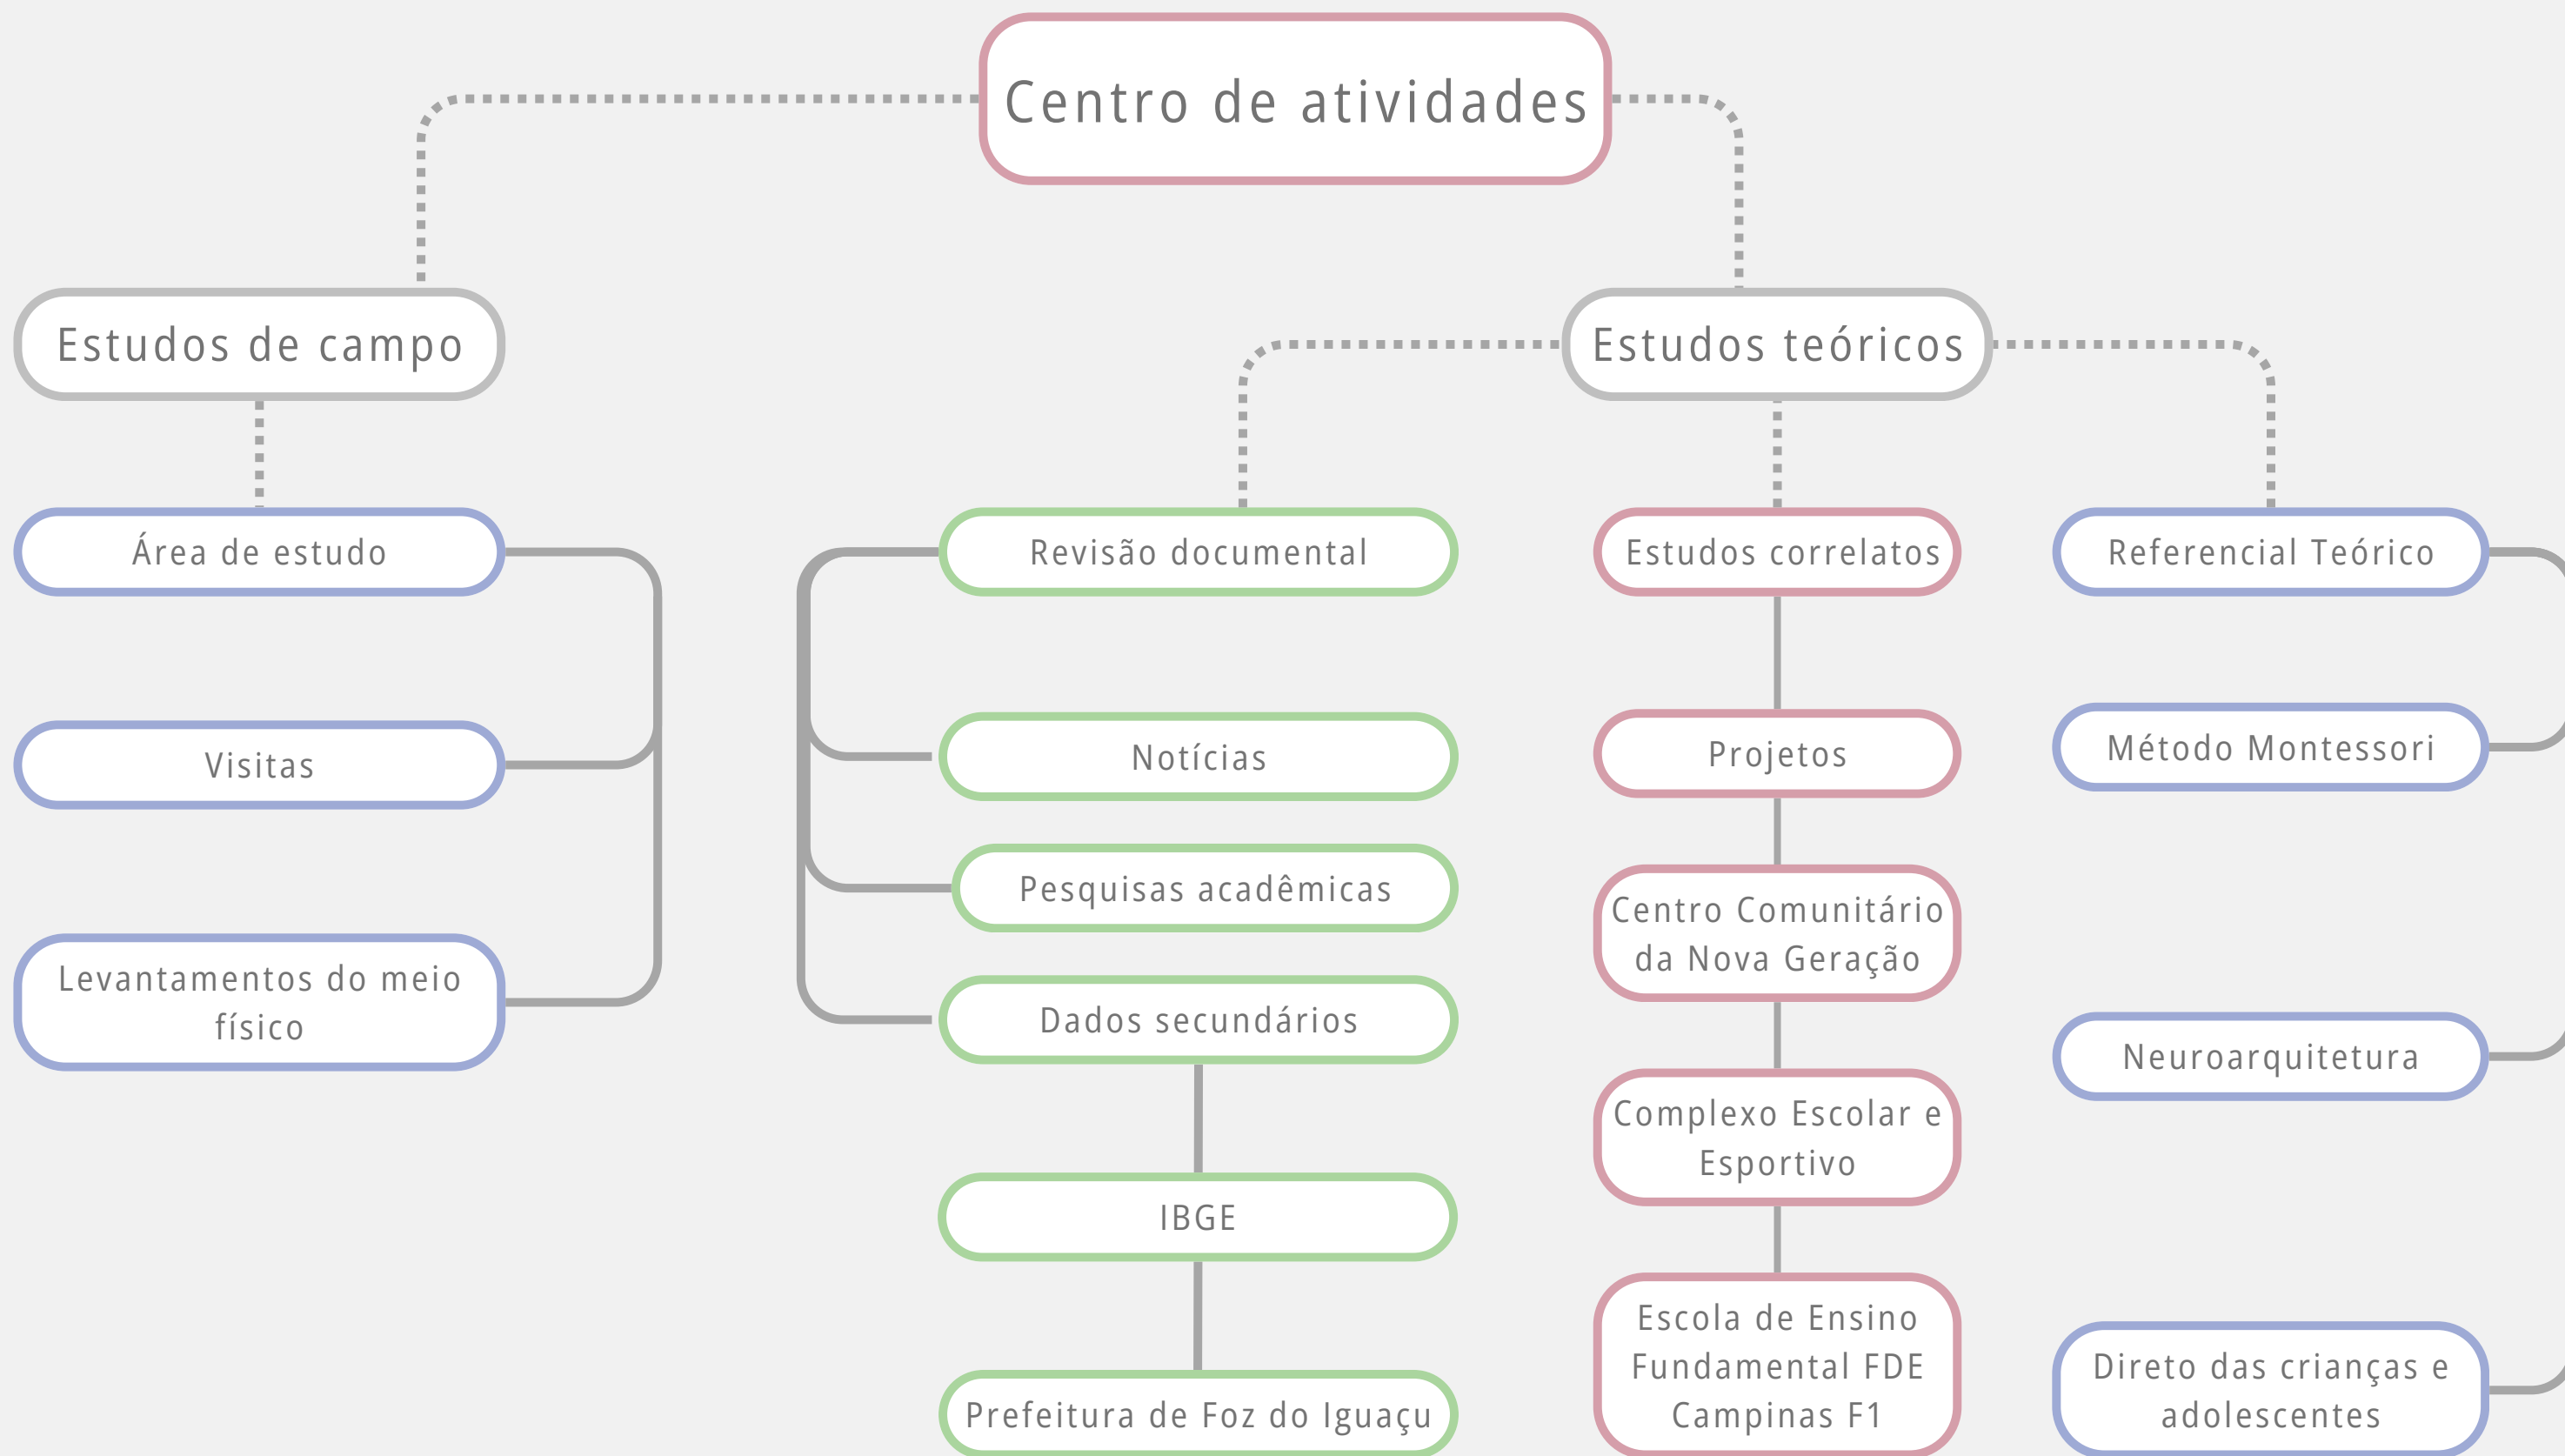 Centro de atividades
Estudos de campo
Estudos teóricos
Área de estudo
Revisão documental
Estudos correlatos
Referencial Teórico
Visitas
Notícias
Projetos
Método Montessori
Pesquisas acadêmicas
Centro Comunitário
da Nova Geração
Levantamentos do meio
físico
Dados secundários
Neuroarquitetura
Complexo Escolar e
Esportivo
IBGE
Escola de Ensino
Fundamental FDE
Campinas F1
Direto das crianças e
adolescentes
Prefeitura de Foz do Iguaçu